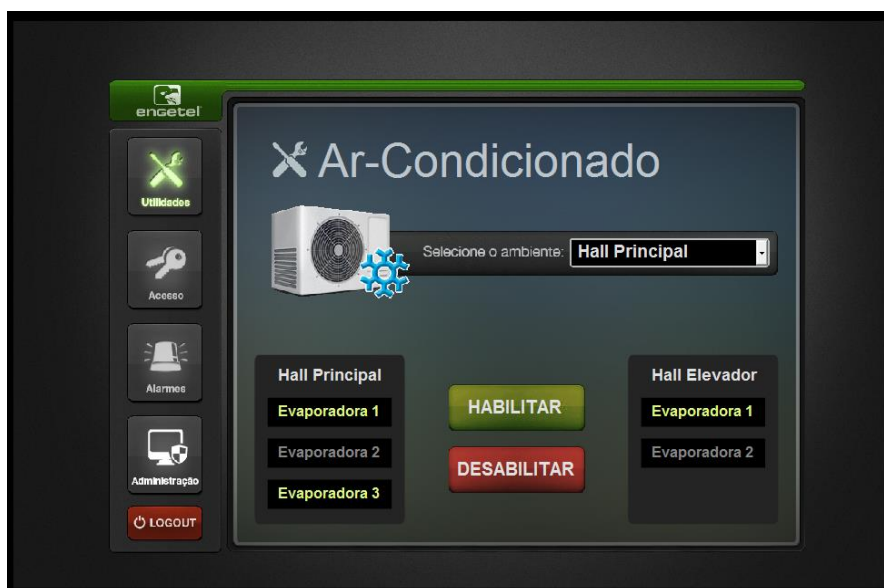 engetel
Utilidades
Acesso
Alarmes
Administração
LOGOUT
Ar-Condicionado
Selecione o ambiente: Hall Principal
Hall Principal
Evaporadora 1
Evaporadora 2
Evaporadora 3
HABILITAR
DESABILITAR
Hall Elevador
Evaporadora 1
Evaporadora 2